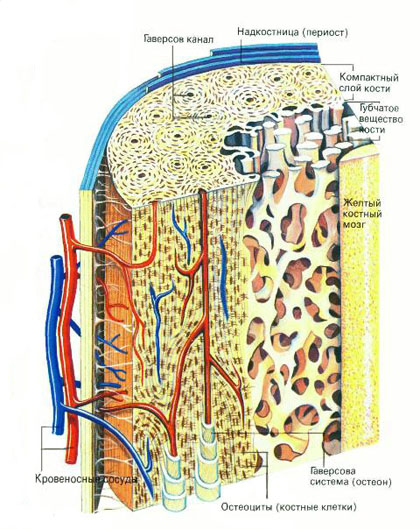 Гаверсов канал
Надкостница (периост)
Компактный
слой кости
Губчатое
вещество
кости
Желтый
костный
мозг
Кровеносные сосуды
Гаверсова
система (остеон)
Остеоциты (костные клетки)